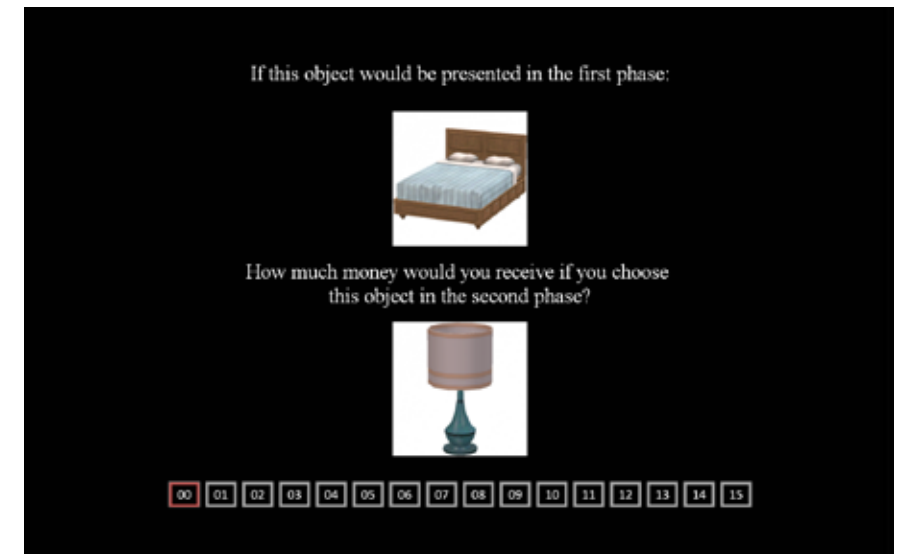 If this object would be presented in the first phase:
How much money would you receive if you choose
this object in the second phase?
00 01 02 03 04 05 06 07 08 09 10 11 12 13 14 15